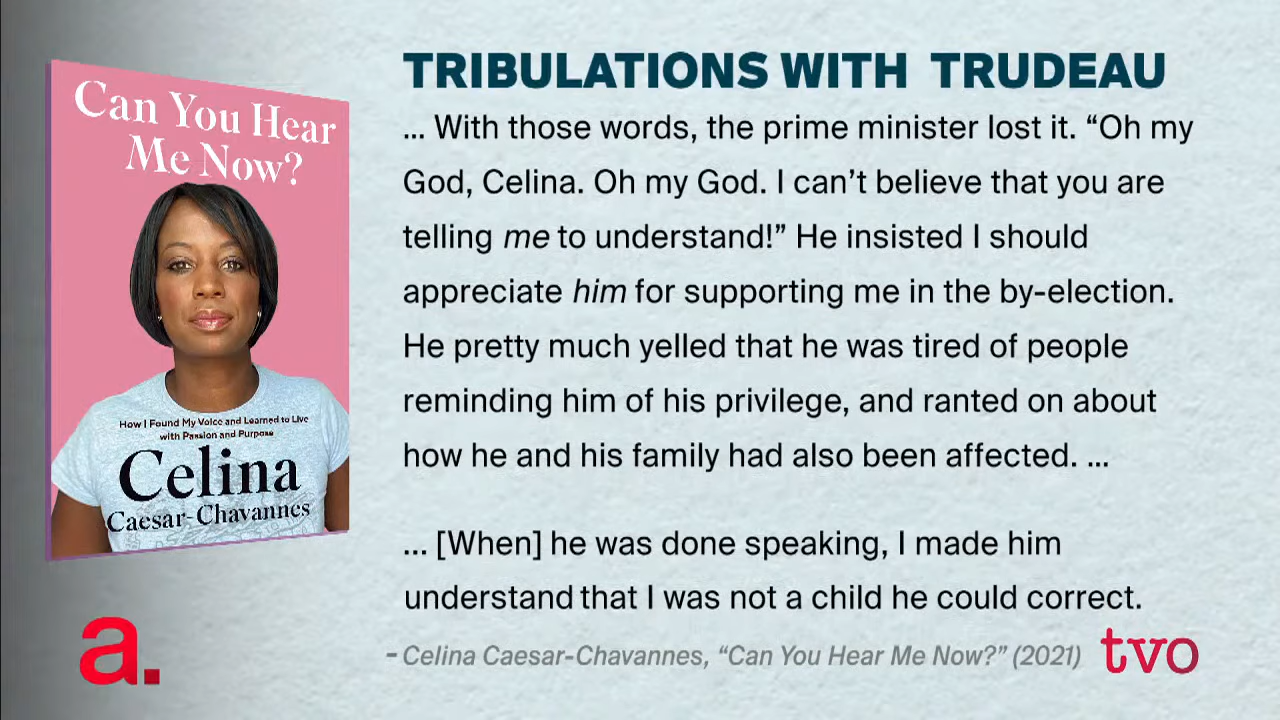 Can You Hear
Me Now?
How I Found My Voice and Learned to Live
with Passion and Purpose
Celina
Caesar-Chavannes
TRIBULATIONS WITH TRUDEAU
... With those words, the prime minister lost it. “Oh my
God, Celina. Oh my God. I can’t believe that you are
telling me to understand!” He insisted I should
appreciate him for supporting me in the by-election.
He pretty much yelled that he was tired of people
reminding him of his privilege, and ranted on about
how he and his family had also been affected. ...
... [When] he was done speaking, I made him
understand that I was not a child he could correct.
– Celina Caesar-Chavannes, “Can You Hear Me Now?” (2021)
a.
tvo